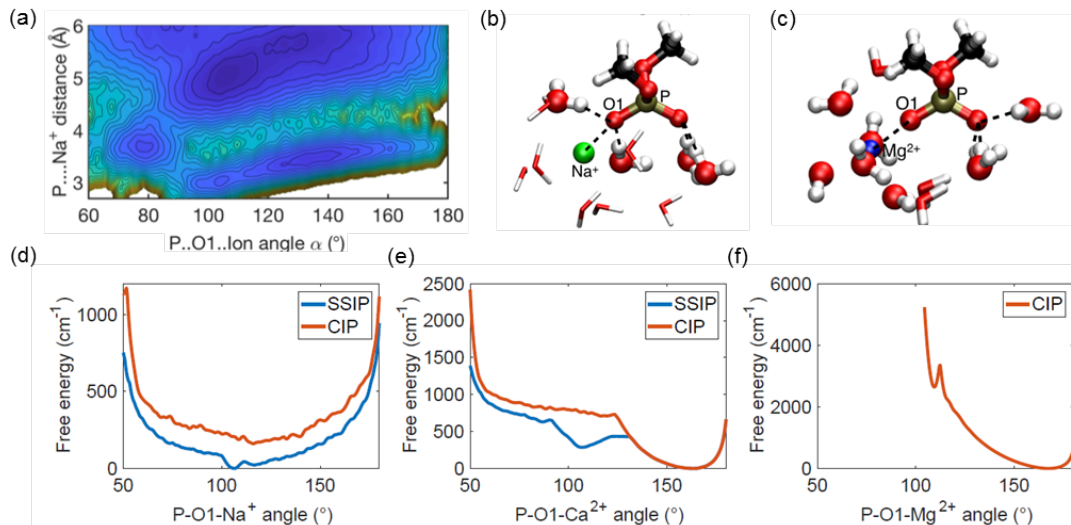 (a)
6
5
4
3
P....Na⁺ distance (Å)
60 80 100 120 140 160 180
P..O1..Ion angle α (°)
(b)
O1
P
Na⁺
(c)
O1
P
Mg²⁺
(d)
SSIP
CIP
1000
500
0
Free energy (cm⁻¹)
50 100 150
P-O1-Na⁺ angle (°)
(e)
SSIP
CIP
2500
2000
1500
1000
500
0
Free energy (cm⁻¹)
50 100 150
P-O1-Ca²⁺ angle (°)
(f)
CIP
6000
4000
2000
0
Free energy (cm⁻¹)
50 100 150
P-O1-Mg²⁺ angle (°)